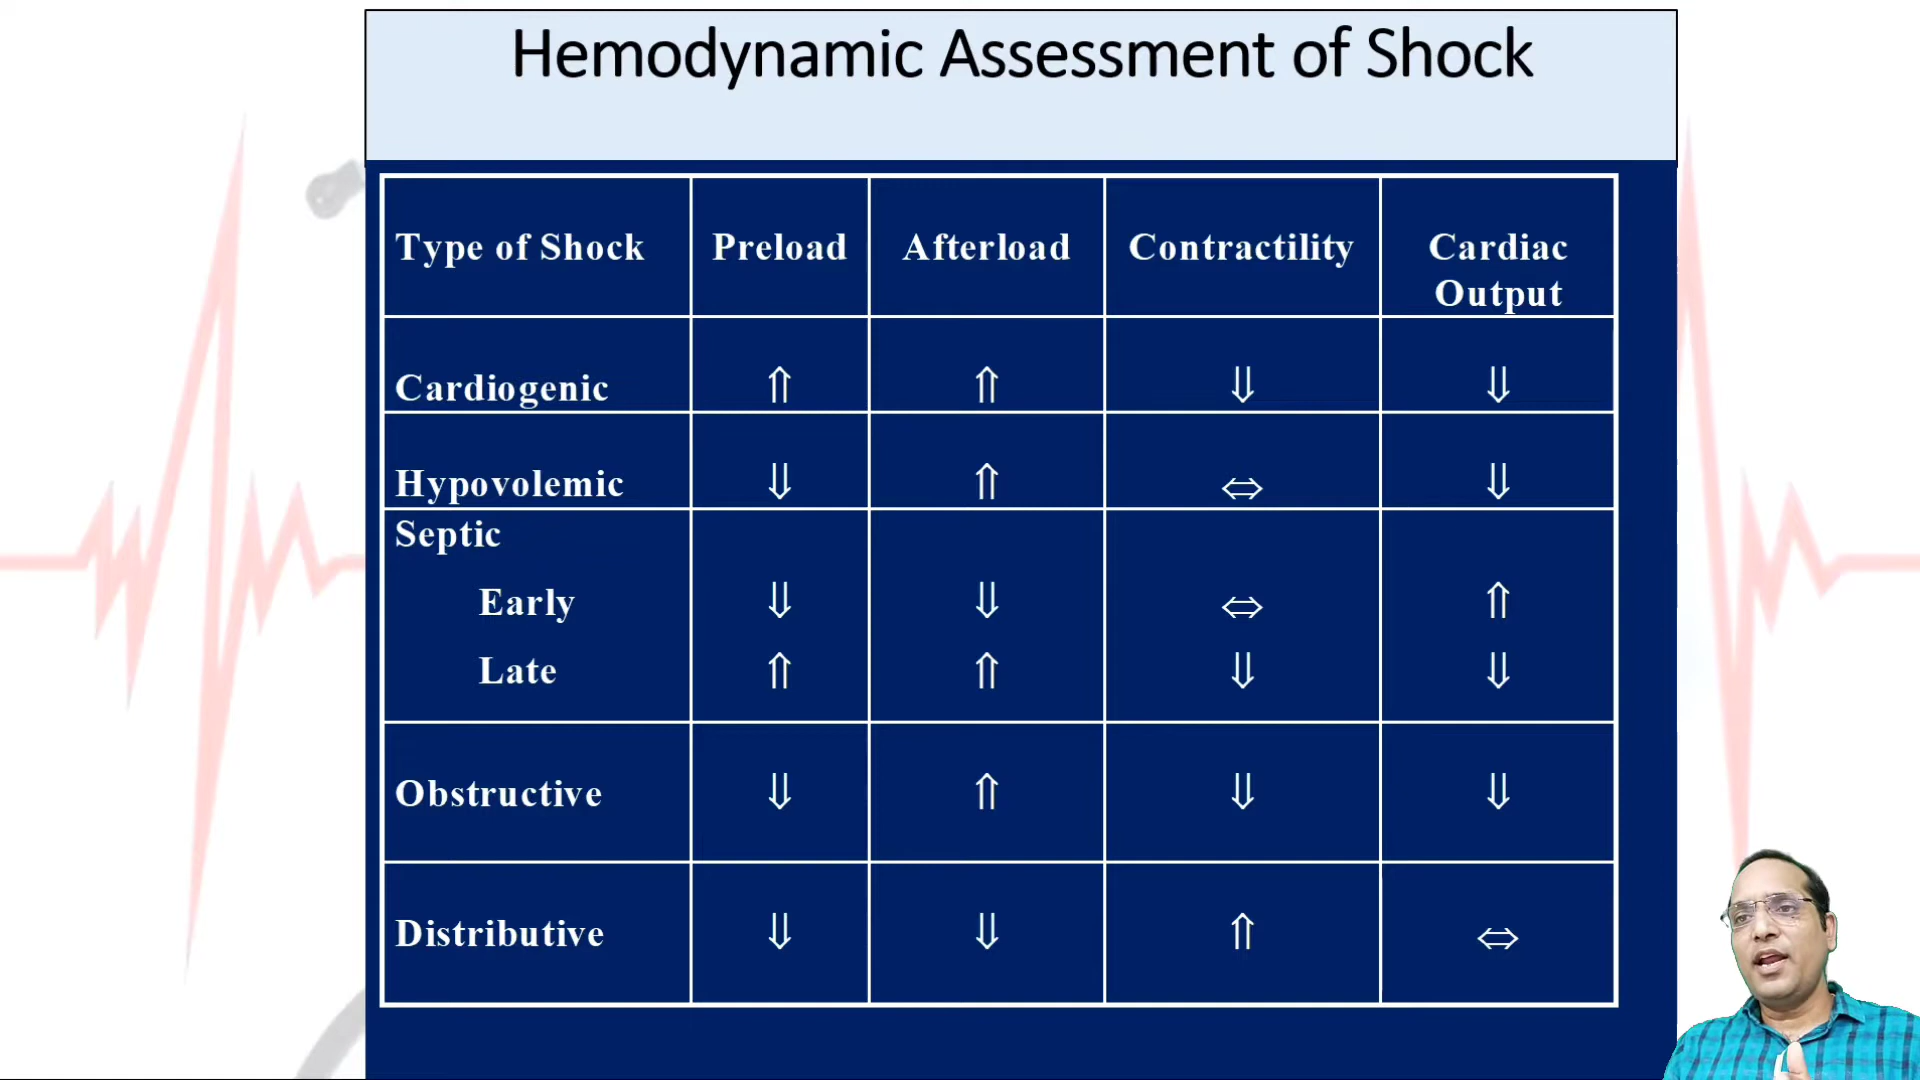 Hemodynamic Assessment of Shock
Type of Shock Preload Afterload Contractility Cardiac Output
Cardiogenic ⇑ ⇑ ⇓ ⇓
Hypovolemic ⇓ ⇑ ⇔ ⇓
Septic
Early ⇓ ⇓ ⇔ ⇑
Late ⇑ ⇑ ⇓ ⇓
Obstructive ⇓ ⇑ ⇓ ⇓
Distributive ⇓ ⇓ ⇑ ⇔